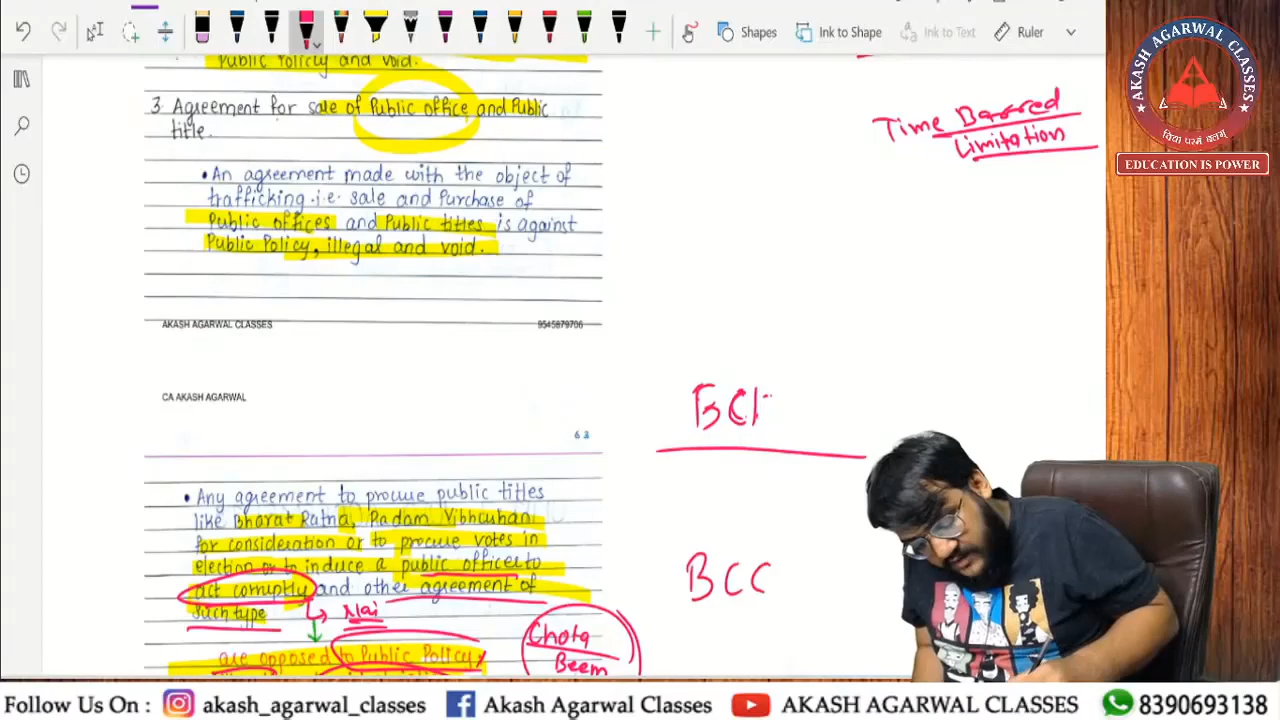 Shapes
Ink to Shape
Ink to Text
Ruler
Public Policy and void.
3. Agreement for sale of Public office and Public
title.
• An agreement made with the object of
trafficking i.e. sale and Purchase of
Public offices and Public titles is against
Public Policy, illegal and void.
AKASH AGARWAL CLASSES 9545879706
CA AKASH AGARWAL
63
• Any agreement to procure public titles
like Bharat Ratna, Padam Vibhushan
for consideration or to procure votes in
election or to induce a public officer to
act corruptly and other agreement of
such type
are opposed to Public Policy,
Chota
Beem
Time Barred
Limitation
BCC
AKASH AGARWAL CLASSES
विद्या परमं बलम्
EDUCATION IS POWER
Follow Us On : akash_agarwal_classes Akash Agarwal Classes AKASH AGARWAL CLASSES 8390693138